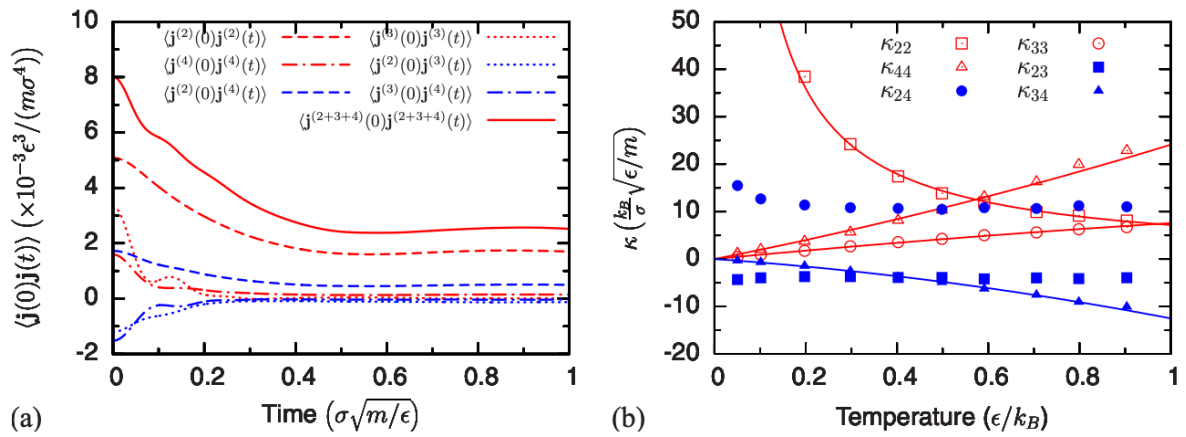 10
8
6
4
2
0
-2
0
0.2
0.4
0.6
0.8
1
⟨j(0)j(t)⟩ (×10⁻³ϵ³/(mσ⁴))
Time (σ√m/ϵ)
⟨j⁽²⁾(0)j⁽²⁾(t)⟩ ⟨j⁽³⁾(0)j⁽³⁾(t)⟩
⟨j⁽⁴⁾(0)j⁽⁴⁾(t)⟩ ⟨j⁽²⁾(0)j⁽³⁾(t)⟩
⟨j⁽²⁾(0)j⁽⁴⁾(t)⟩ ⟨j⁽³⁾(0)j⁽⁴⁾(t)⟩
⟨j⁽²⁺³⁺⁴⁾(0)j⁽²⁺³⁺⁴⁾(t)⟩
(a)
50
40
30
20
10
0
-10
-20
0
0.2
0.4
0.6
0.8
1
κ (k_B/σ √ϵ/m)
Temperature (ϵ/k_B)
κ₂₂ κ₃₃
κ₄₄ κ₂₃
κ₂₄ κ₃₄
(b)